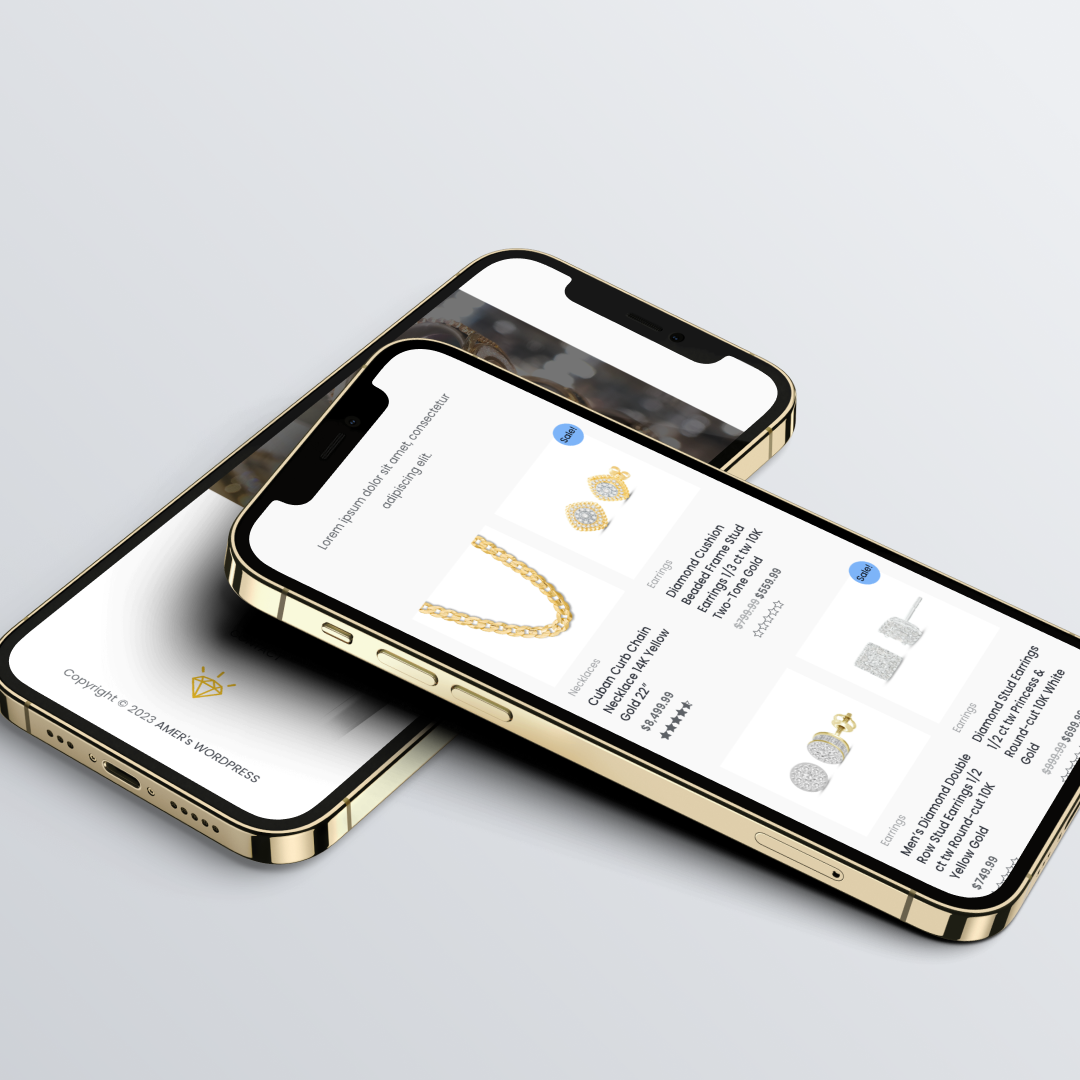 Lorem ipsum dolor sit amet, consectetur
adipiscing elit.
Necklaces
Cuban Curb Chain
Necklace 14K Yellow
Gold 22"
$8,499.99
Sale!
Earrings
Diamond Cushion
Beaded Frame Stud
Earrings 1/3 ct tw 10K
Two-Tone Gold
$799.99 $559.99
Earrings
Men's Diamond Double
Row Stud Earrings 1/2
ct tw Round-cut 10K
Yellow Gold
$749.99
Sale!
Earrings
Diamond Stud Earrings
1/2 ct tw Princess &
Round-cut 10K White
Gold
$999.99 $699.99
Copyright © 2023 AMER's WORDPRESS